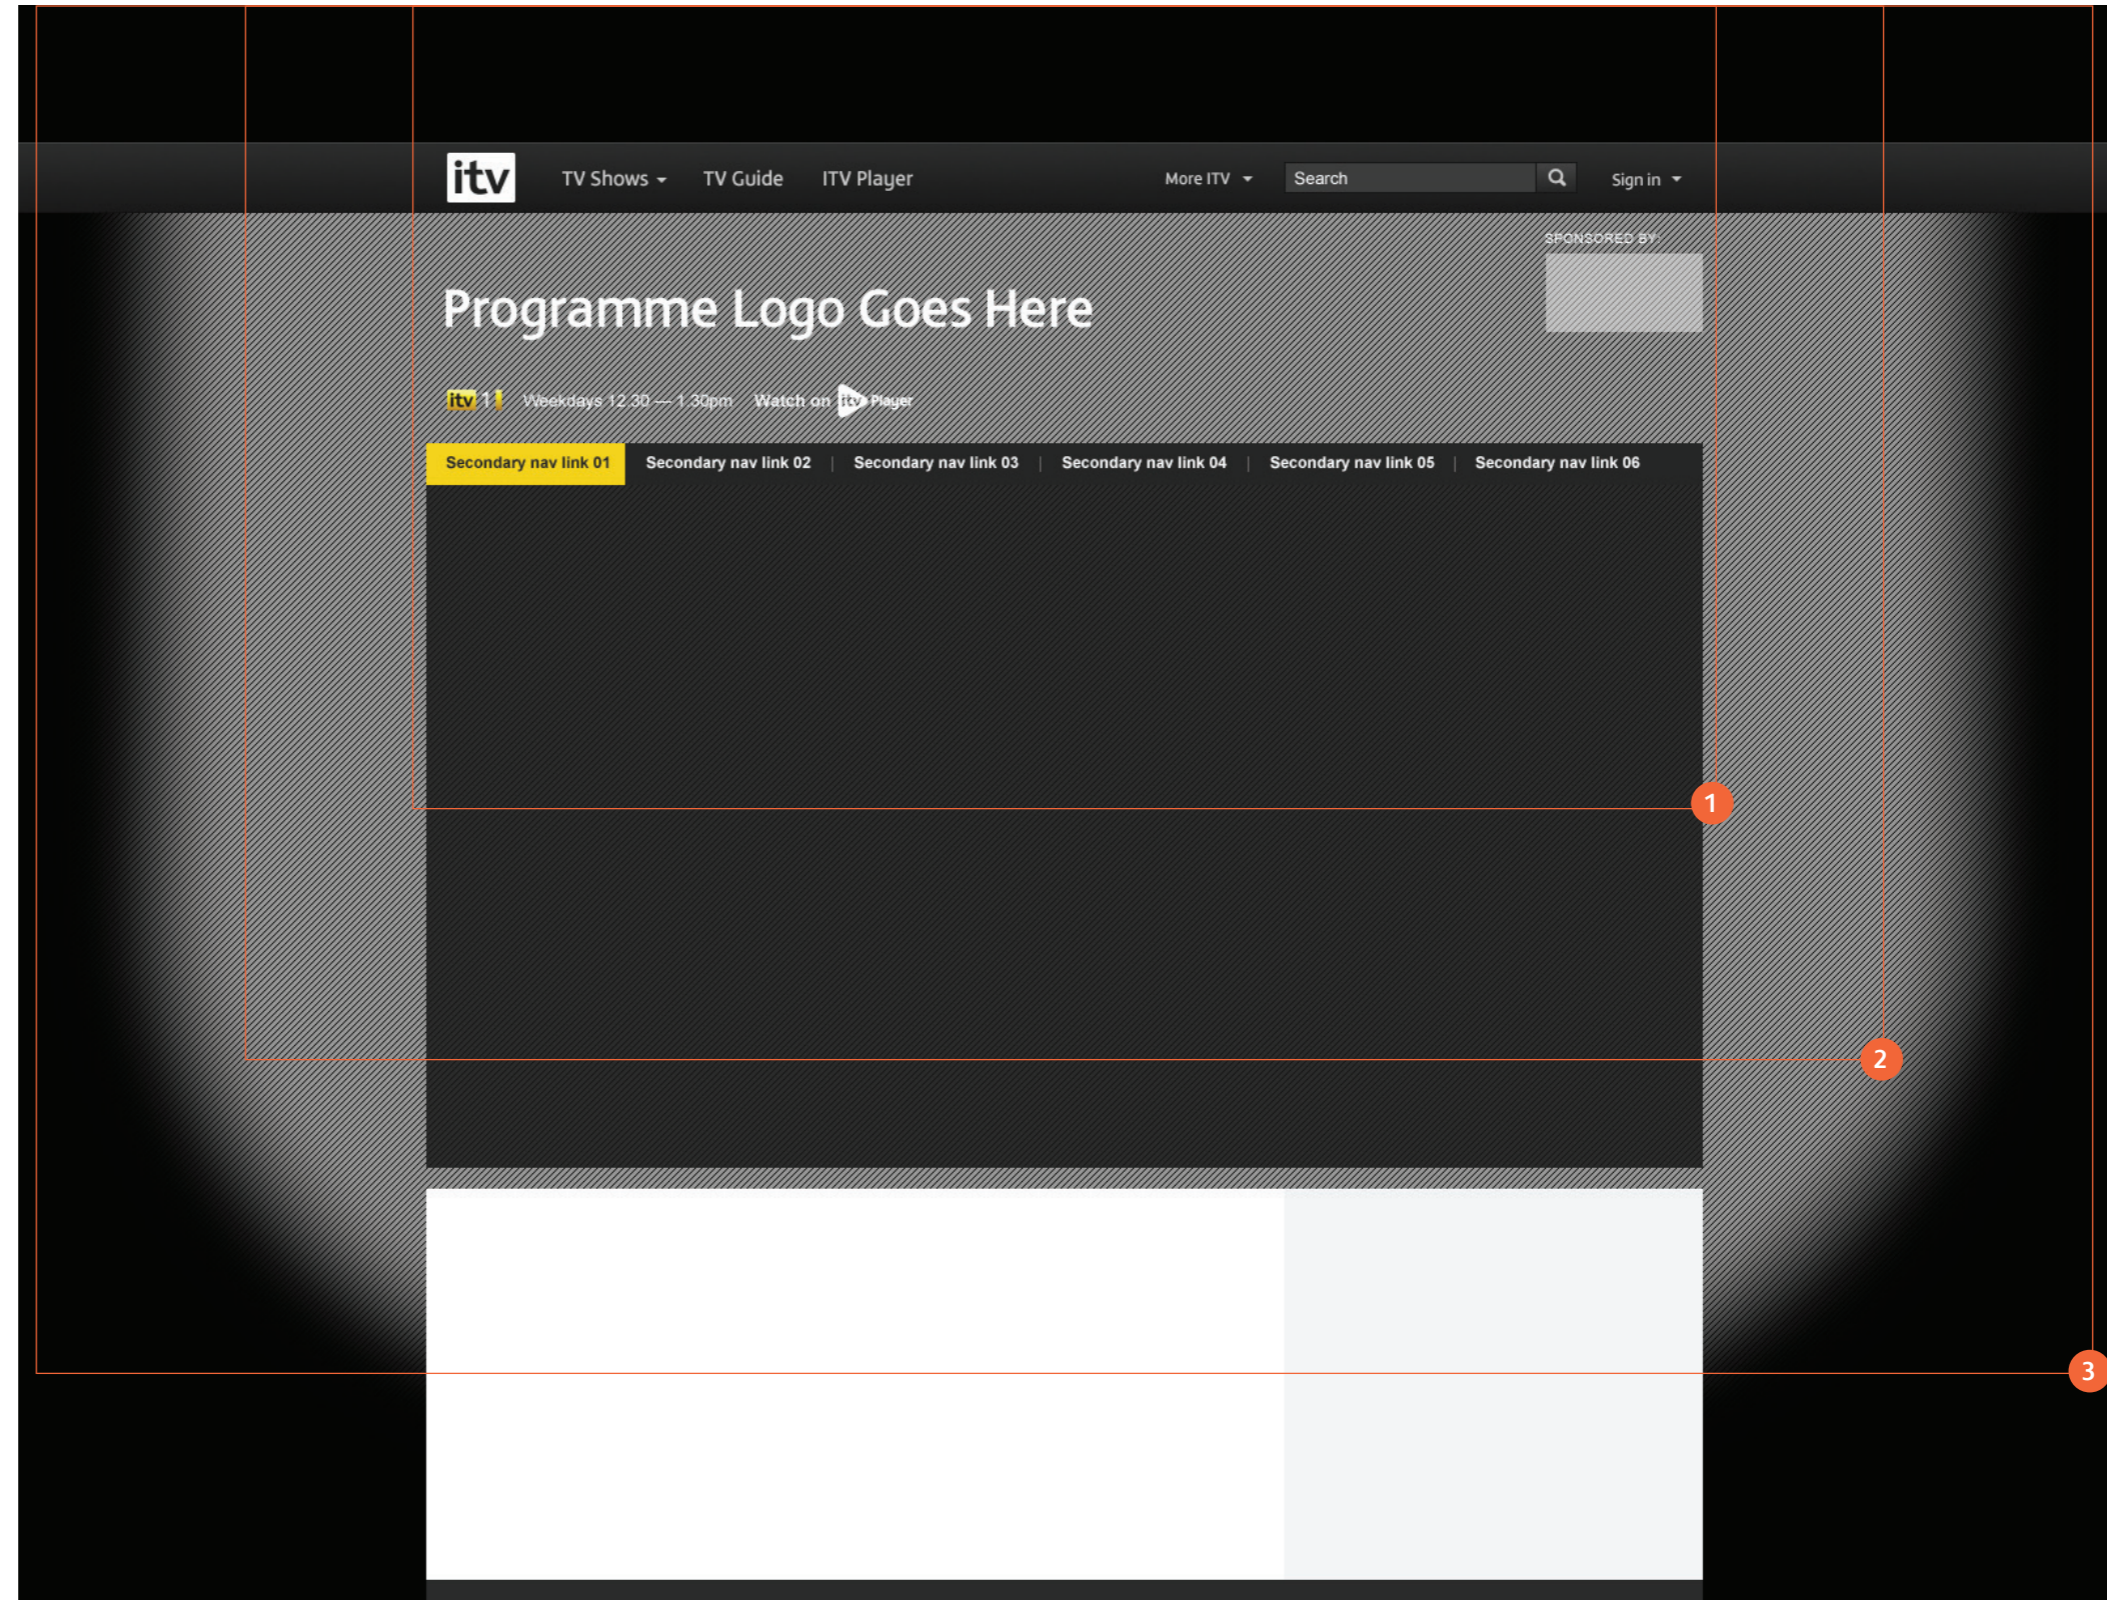 itv TV Shows TV Guide ITV Player More ITV Search Sign in
SPONSORED BY:
Programme Logo Goes Here
itv 1 Weekdays 12.30 — 1.30pm Watch on itv Player
Secondary nav link 01 Secondary nav link 02 | Secondary nav link 03 | Secondary nav link 04 | Secondary nav link 05 | Secondary nav link 06
1
2
3